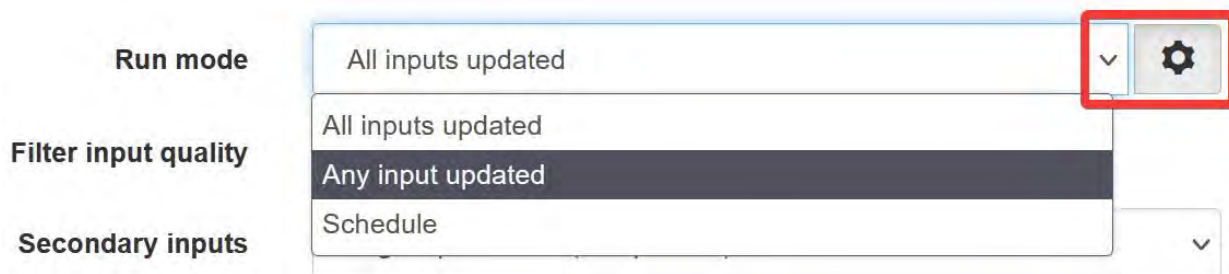 Run mode
All inputs updated
All inputs updated
Filter input quality
Any input updated
Schedule
Secondary inputs